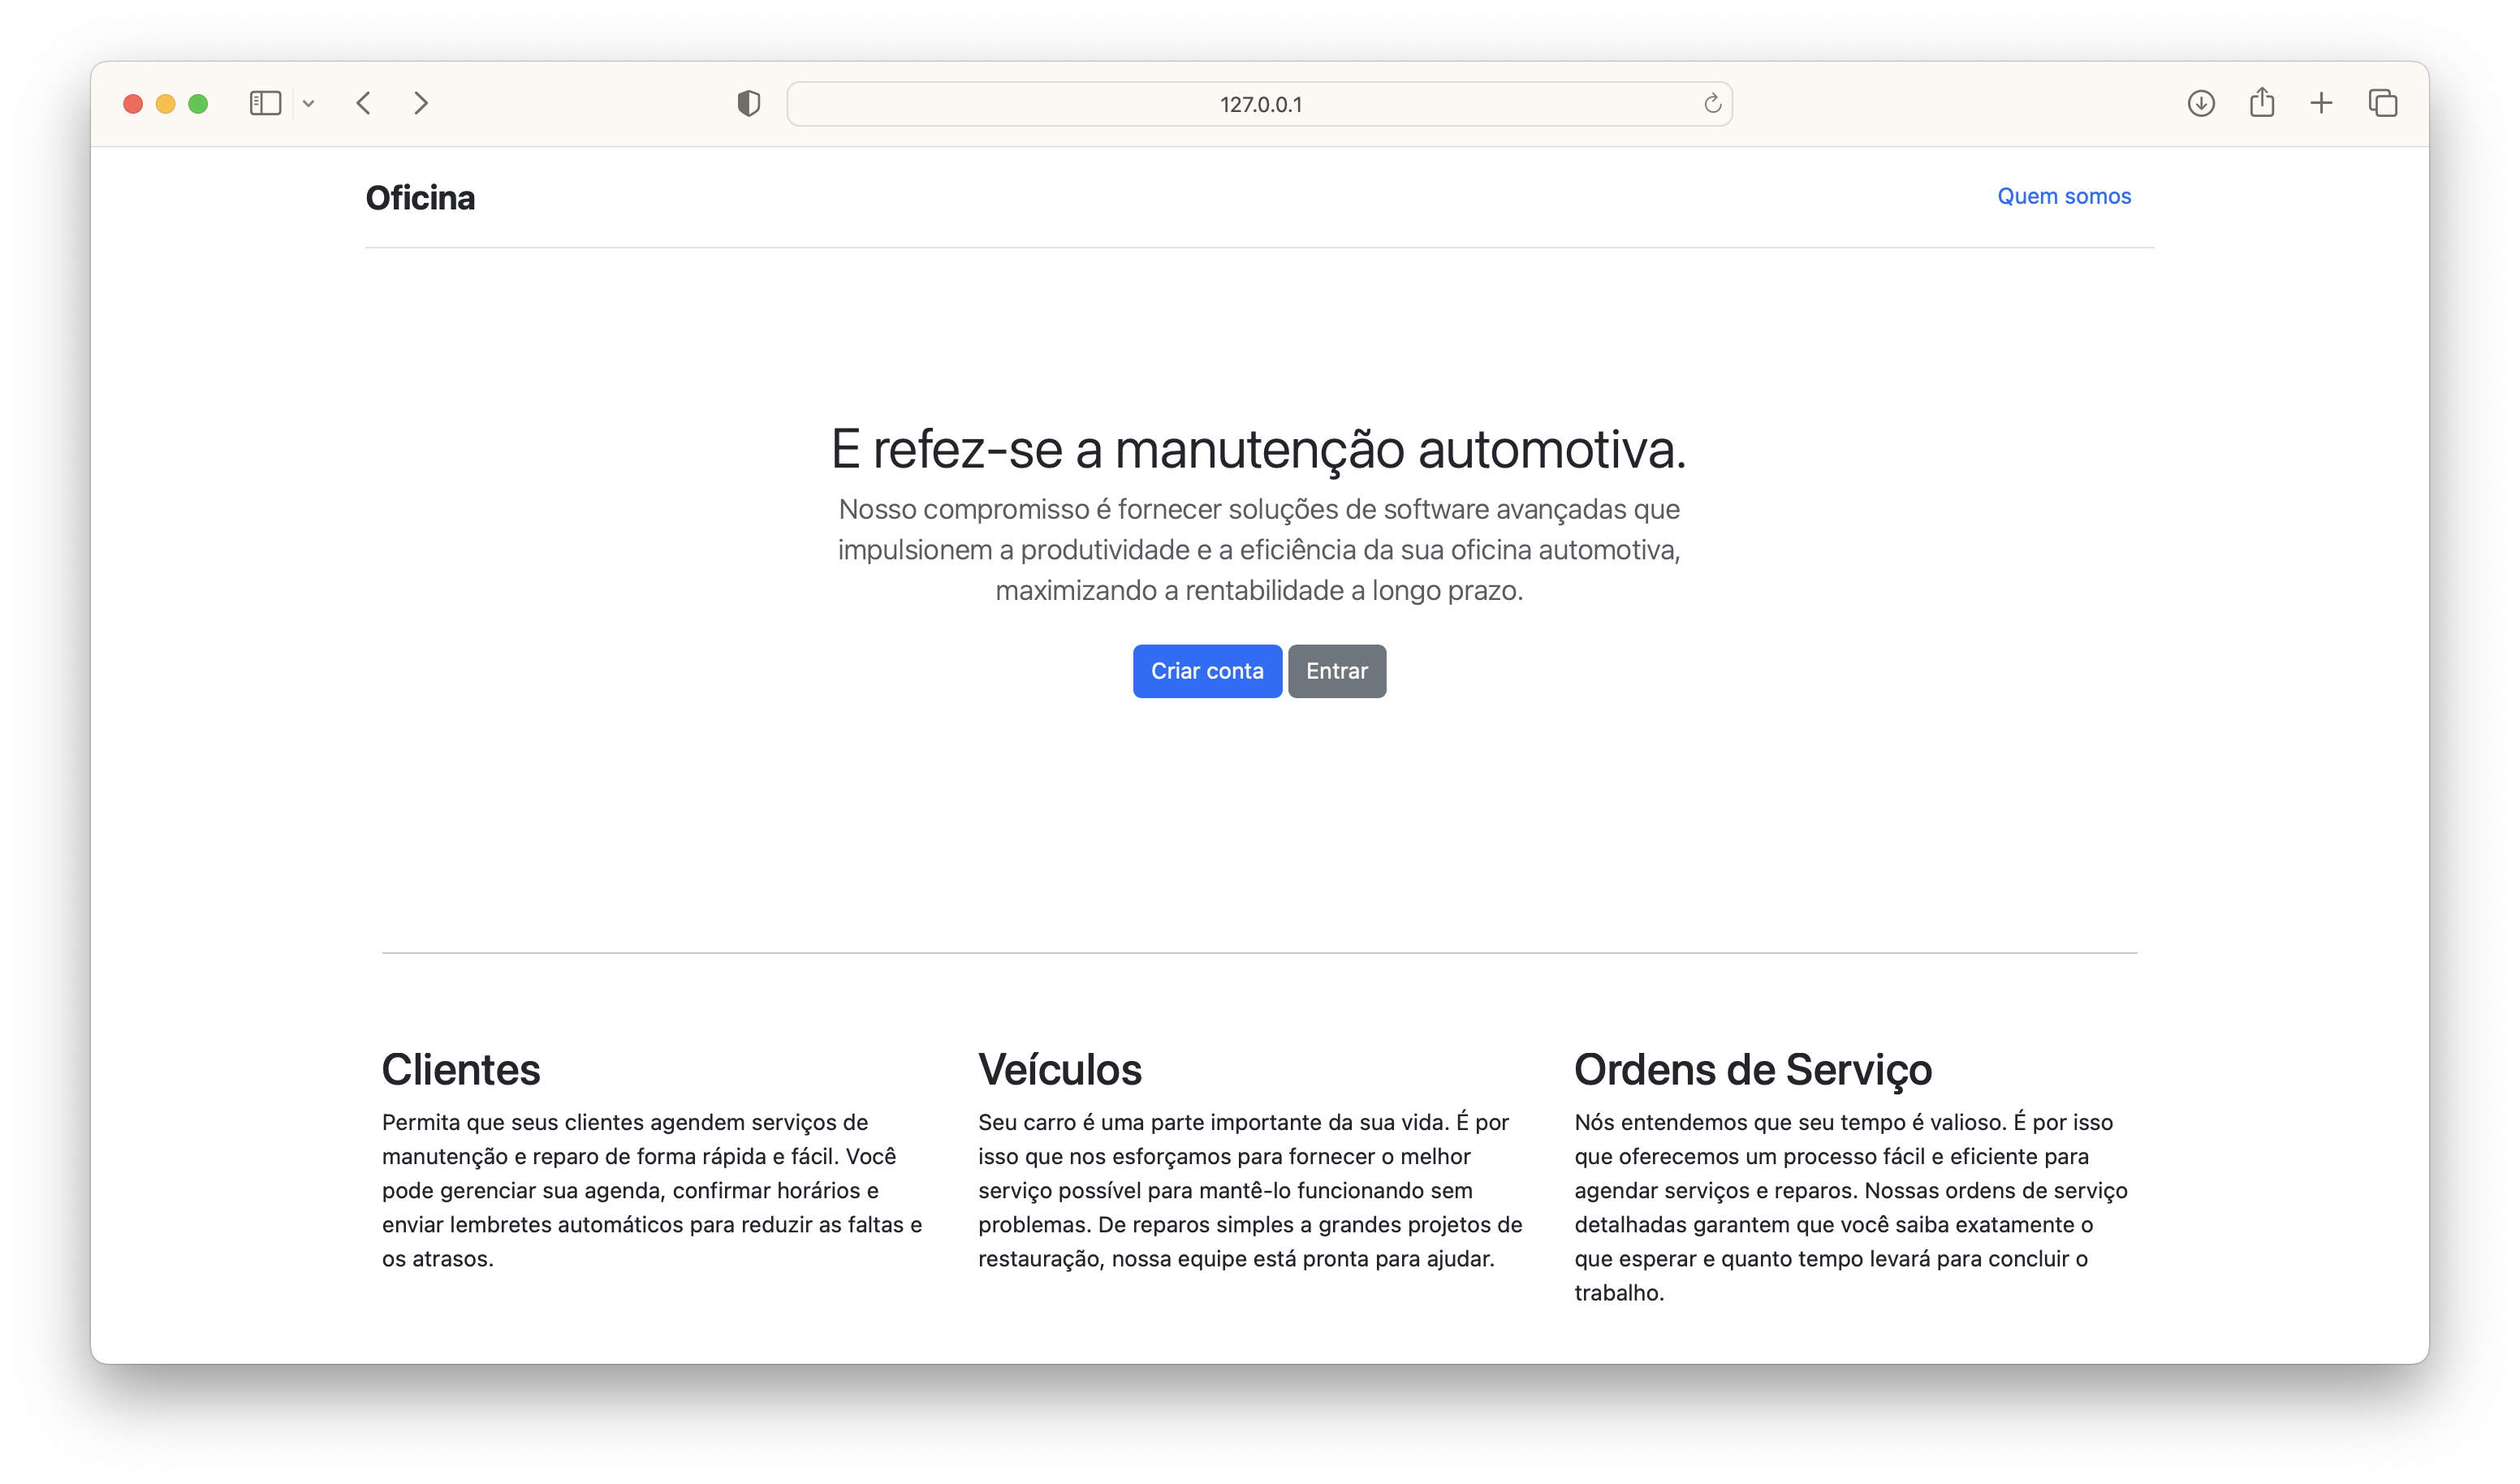 127.0.0.1
Oficina
Quem somos
E refez-se a manutenção automotiva.
Nosso compromisso é fornecer soluções de software avançadas que
impulsionem a produtividade e a eficiência da sua oficina automotiva,
maximizando a rentabilidade a longo prazo.
Criar conta
Entrar
Clientes
Permita que seus clientes agendem serviços de
manutenção e reparo de forma rápida e fácil. Você
pode gerenciar sua agenda, confirmar horários e
enviar lembretes automáticos para reduzir as faltas e
os atrasos.
Veículos
Seu carro é uma parte importante da sua vida. É por
isso que nos esforçamos para fornecer o melhor
serviço possível para mantê-lo funcionando sem
problemas. De reparos simples a grandes projetos de
restauração, nossa equipe está pronta para ajudar.
Ordens de Serviço
Nós entendemos que seu tempo é valioso. É por isso
que oferecemos um processo fácil e eficiente para
agendar serviços e reparos. Nossas ordens de serviço
detalhadas garantem que você saiba exatamente o
que esperar e quanto tempo levará para concluir o
trabalho.